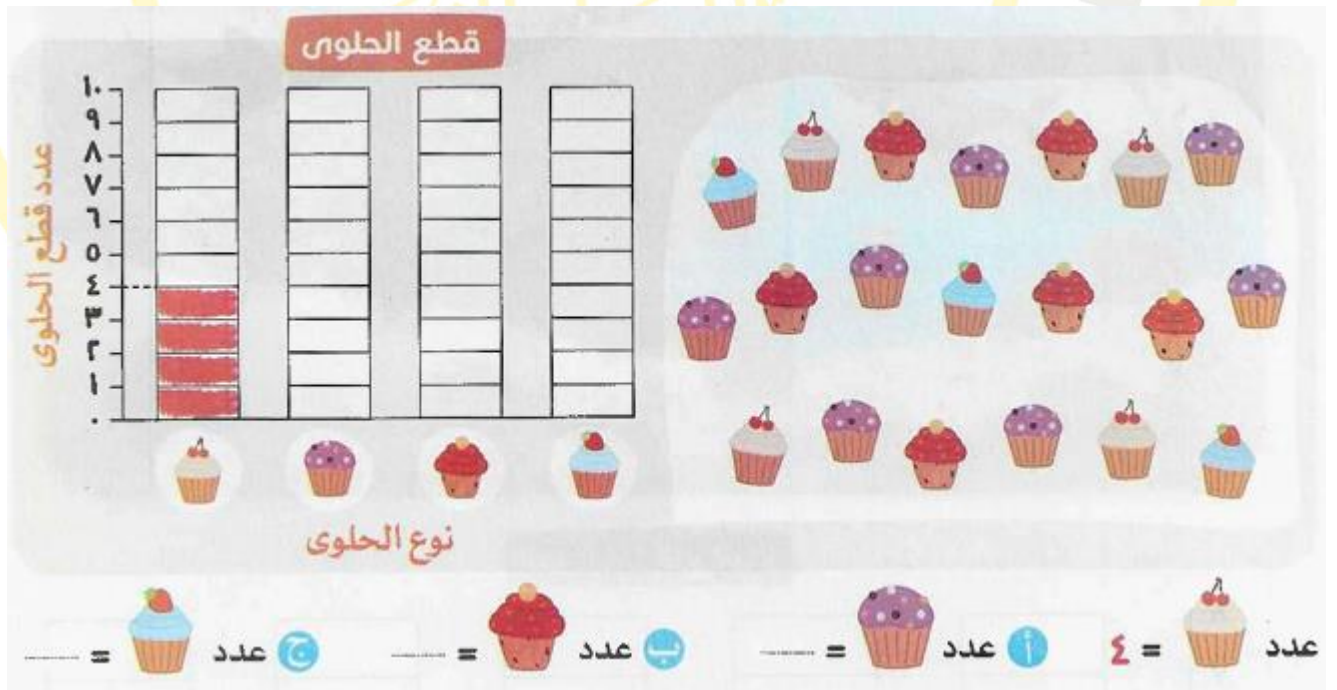 قطع الحلوى
عدد قطع الحلوى
١٠
٩
٨
٧
٦
٥
٤
٣
٢
١
٠
نوع الحلوى
عدد = ٤
أ عدد = ............
ب عدد = ............
ج عدد = ............